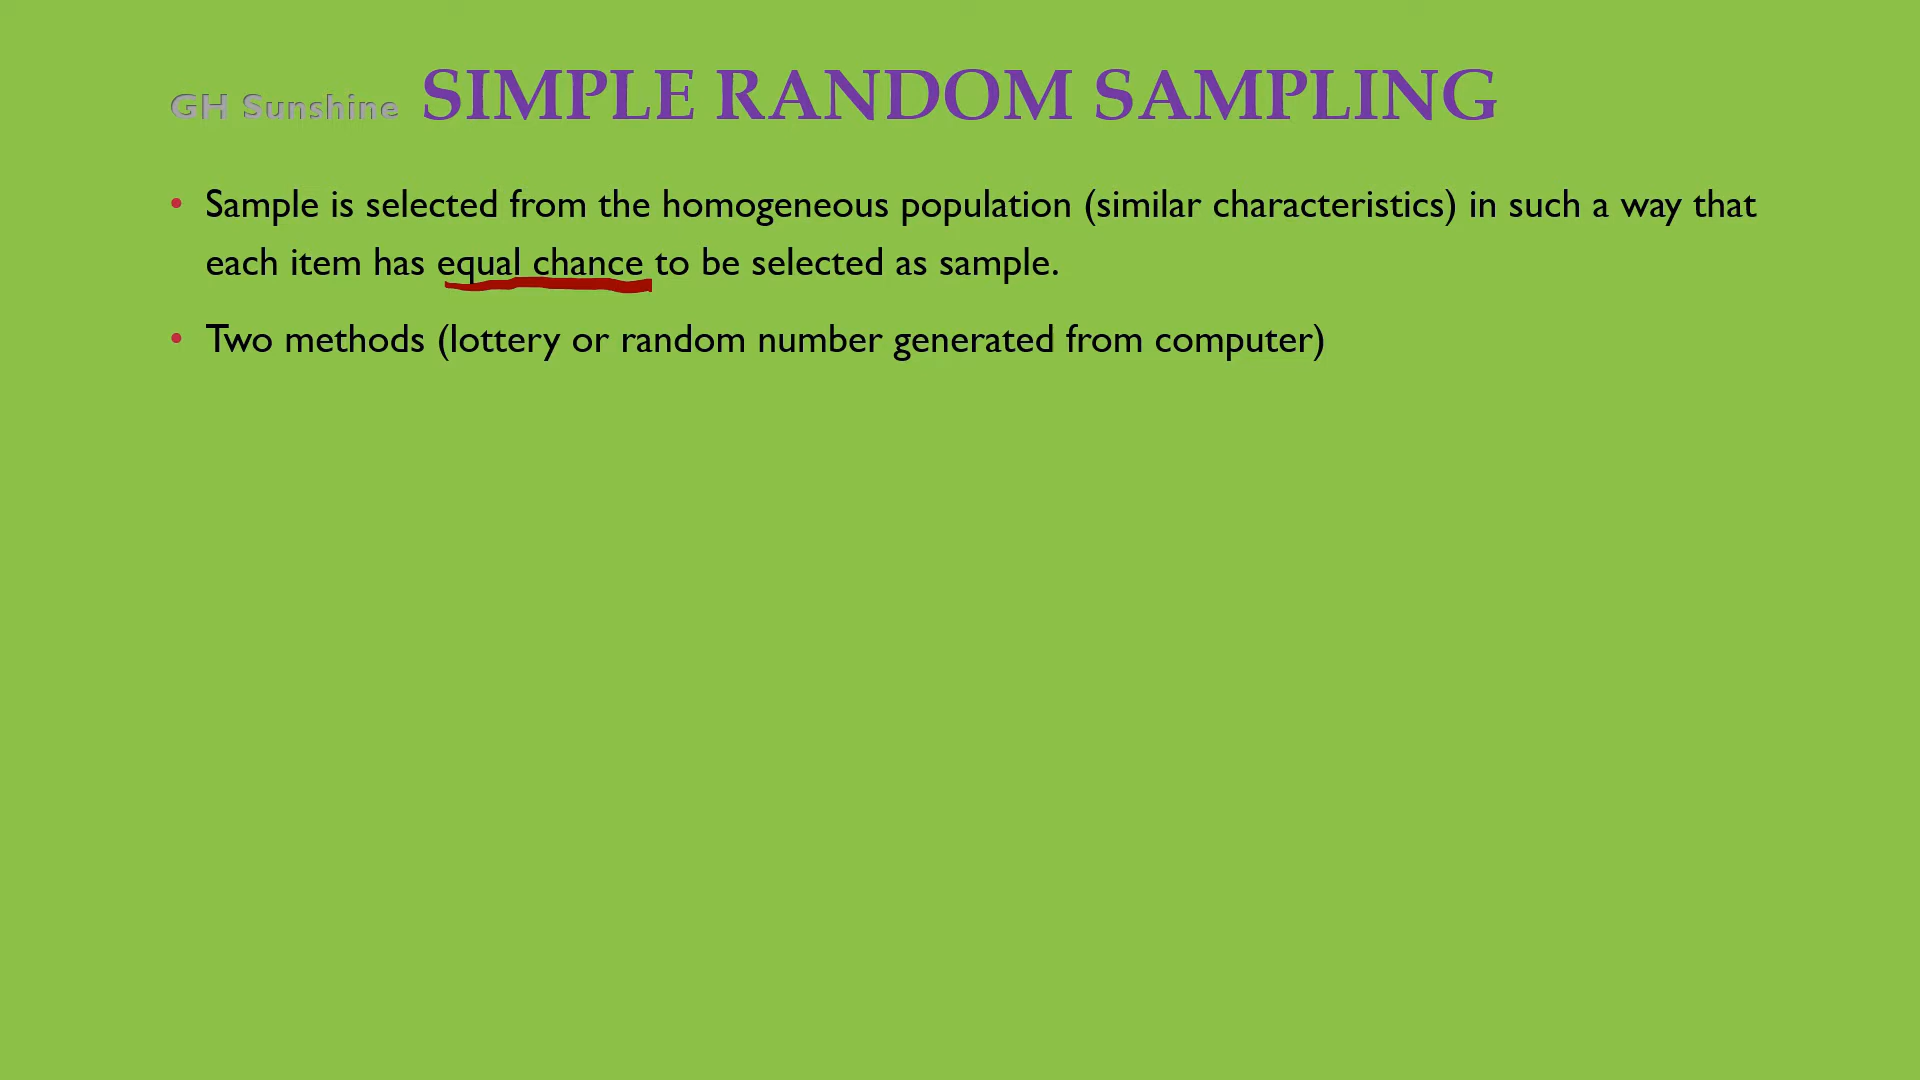 GH Sunshine SIMPLE RANDOM SAMPLING
• Sample is selected from the homogeneous population (similar characteristics) in such a way that
each item has equal chance to be selected as sample.
• Two methods (lottery or random number generated from computer)